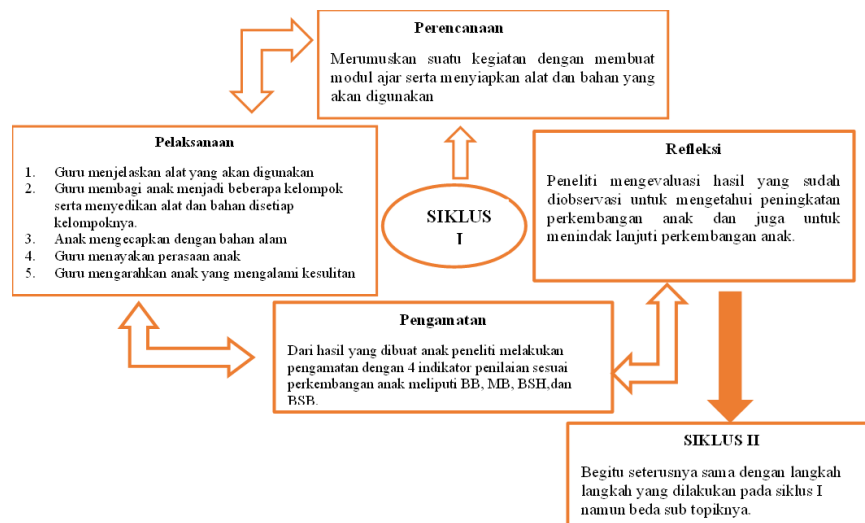 Perencanaan
Merumuskan suatu kegiatan dengan membuat
modul ajar serta menyiapkan alat dan bahan yang
akan digunakan
Pelaksanaan
1. Guru menjelaskan alat yang akan digunakan
2. Guru membagi anak menjadi beberapa kelompok
serta menyedikan alat dan bahan disetiap
kelompoknya.
3. Anak mengecapkan dengan bahan alam
4. Guru menayakan perasaan anak
5. Guru mengarahkan anak yang mengalami kesulitan
SIKLUS
I
Refleksi
Peneliti mengevaluasi hasil yang sudah
diobservasi untuk mengetahui peningkatan
perkembangan anak dan juga untuk
menindak lanjuti perkembangan anak.
Pengamatan
Dari hasil yang dibuat anak peneliti melakukan
pengamatan dengan 4 indikator penilaian sesuai
perkembangan anak meliputi BB, MB, BSH,dan
BSB.
SIKLUS II
Begitu seterusnya sama dengan langkah
langkah yang dilakukan pada siklus I
namun beda sub topiknya.